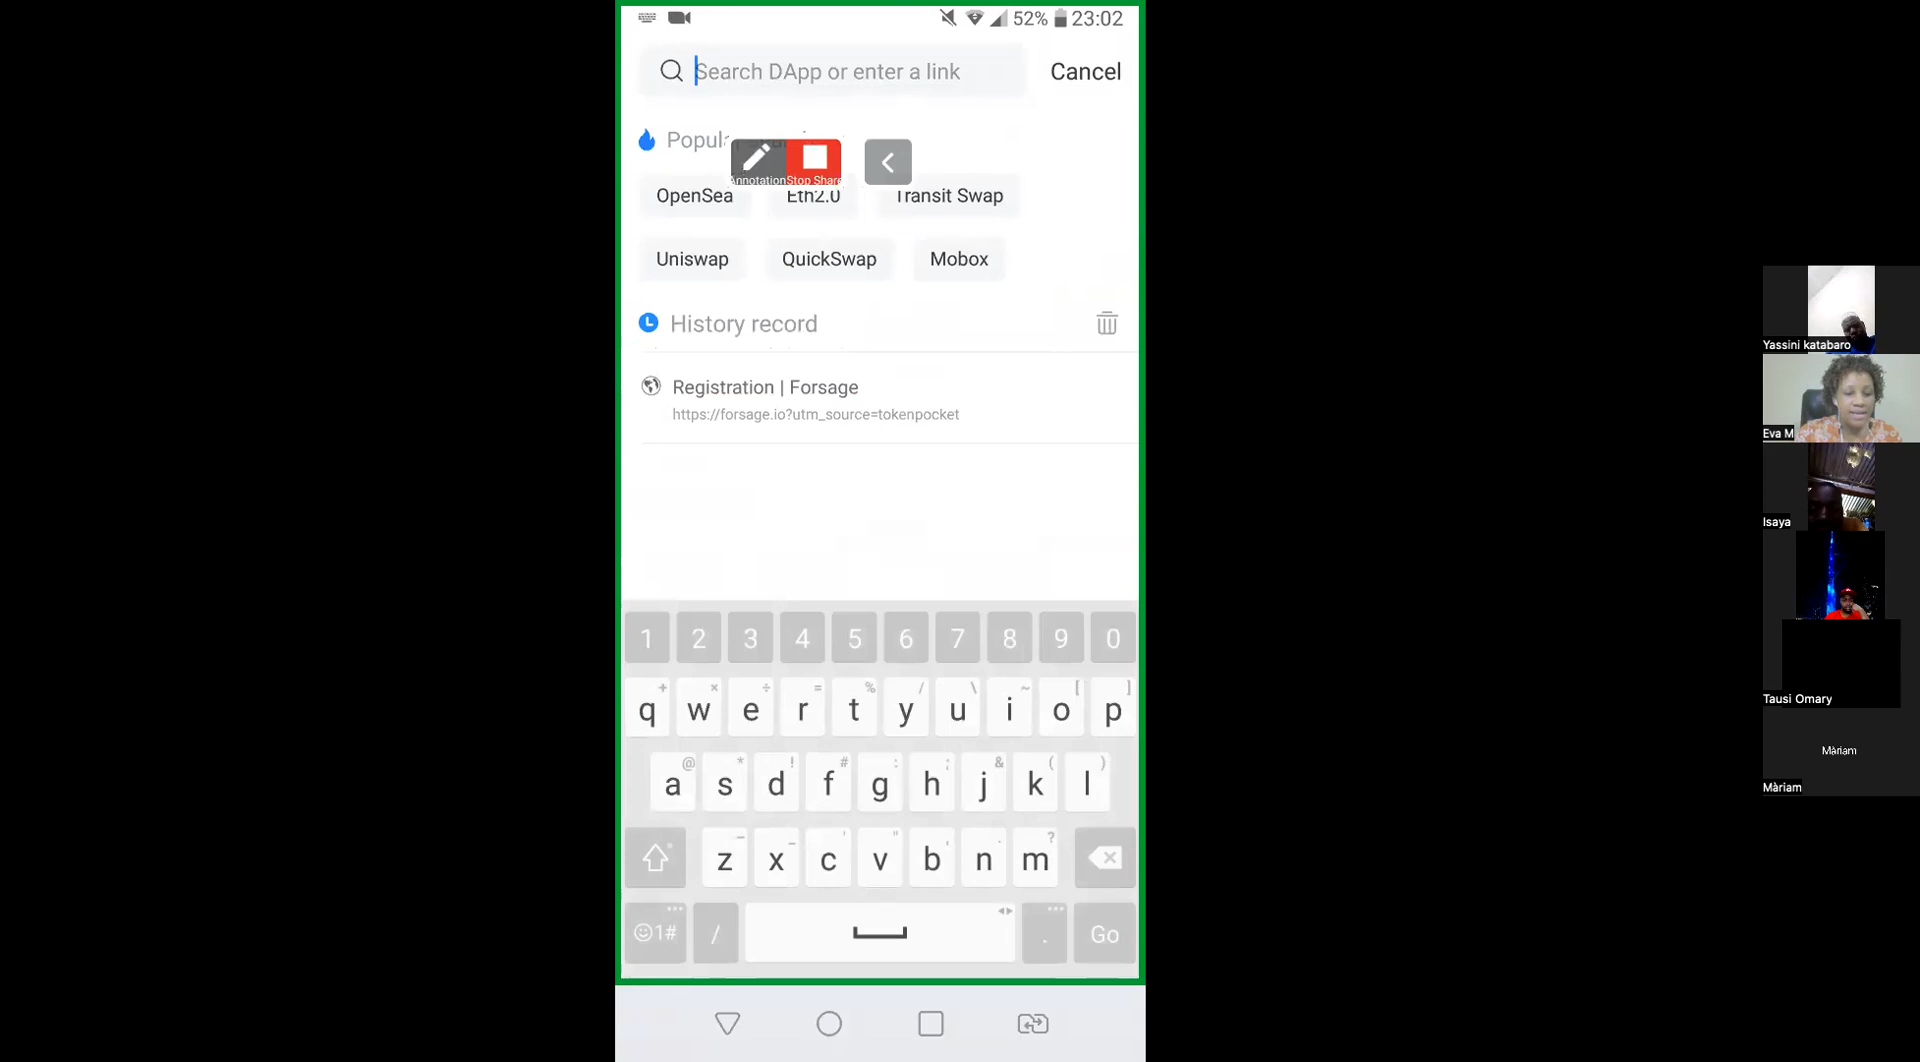 52% 23:02
Search DApp or enter a link
Cancel
Popul
Annotation Stop Share
OpenSea Eth2.0 Transit Swap
Uniswap QuickSwap Mobox
History record
Registration | Forsage
https://forsage.io?utm_source=tokenpocket
1 2 3 4 5 6 7 8 9 0
+ × ÷ = % / \ ~ [ ]
q w e r t y u i o p
@ * ! # : ; & ( )
a s d f g h j k l
- _ ' " , . ?
z x c v b n m
1# / . Go
Yassini katabaro
Eva M
Isaya
Tausi Omary
Màriam
Màriam